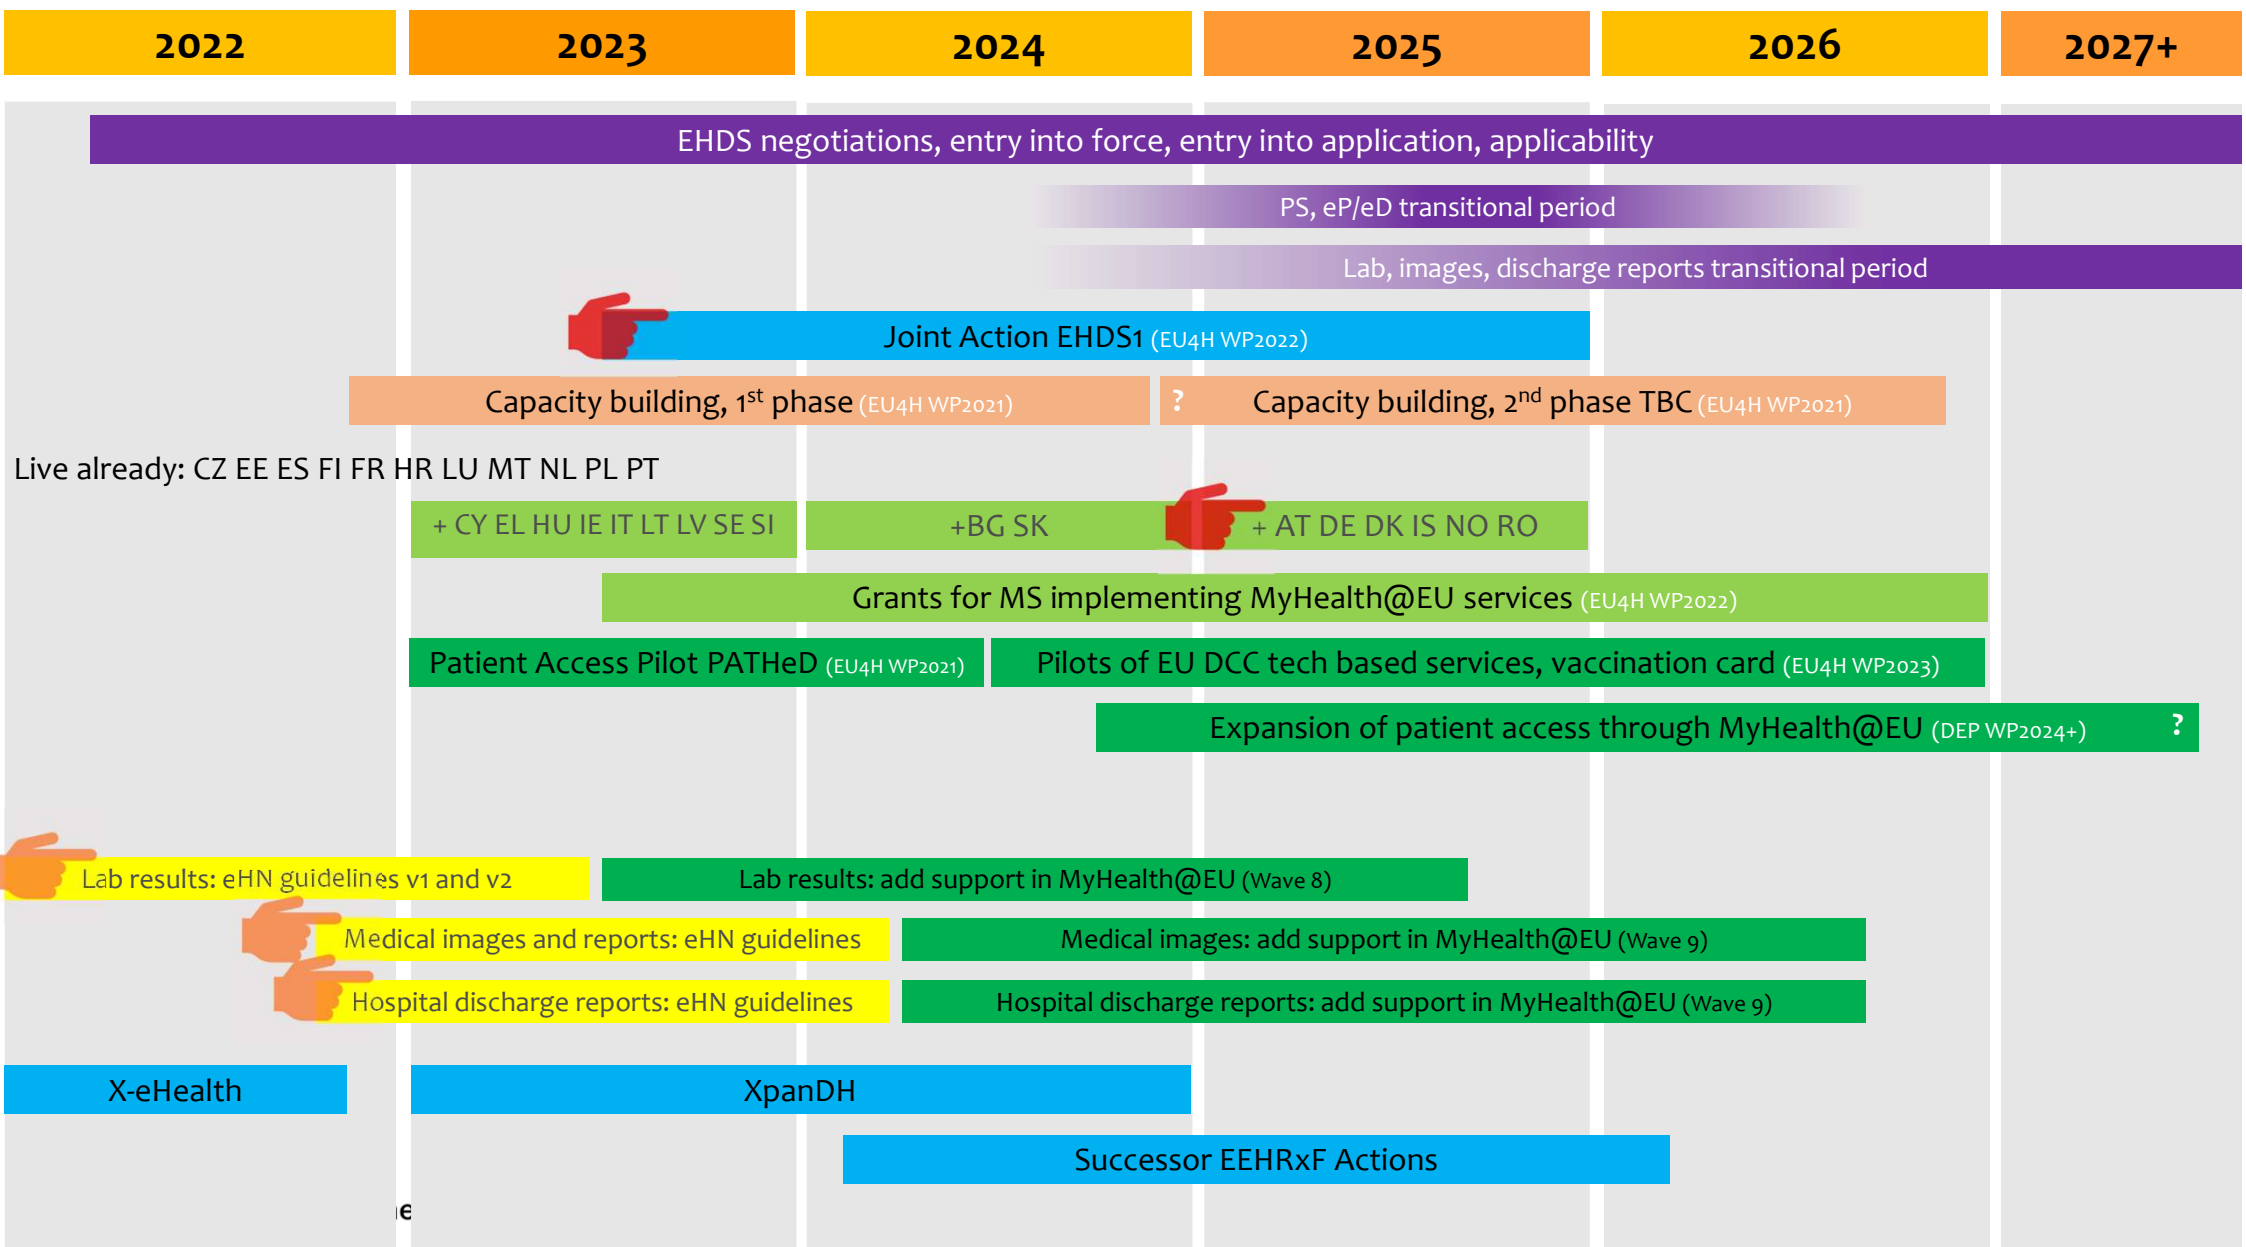 2022 2023 2024 2025 2026 2027+
EHDS negotiations, entry into force, entry into application, applicability
PS, eP/eD transitional period
Lab, images, discharge reports transitional period
Joint Action EHDS1 (EU4H WP2022)
Capacity building, 1st phase (EU4H WP2021)
? Capacity building, 2nd phase TBC (EU4H WP2021)
Live already: CZ EE ES FI FR HR LU MT NL PL PT
+ CY EL HU IE IT LT LV SE SI
+BG SK
+ AT DE DK IS NO RO
Grants for MS implementing MyHealth@EU services (EU4H WP2022)
Patient Access Pilot PATHeD (EU4H WP2021)
Pilots of EU DCC tech based services, vaccination card (EU4H WP2023)
Expansion of patient access through MyHealth@EU (DEP WP2024+) ?
Lab results: eHN guidelines v1 and v2
Lab results: add support in MyHealth@EU (Wave 8)
Medical images and reports: eHN guidelines
Medical images: add support in MyHealth@EU (Wave 9)
Hospital discharge reports: eHN guidelines
Hospital discharge reports: add support in MyHealth@EU (Wave 9)
X-eHealth
XpanDH
Successor EEHRxF Actions